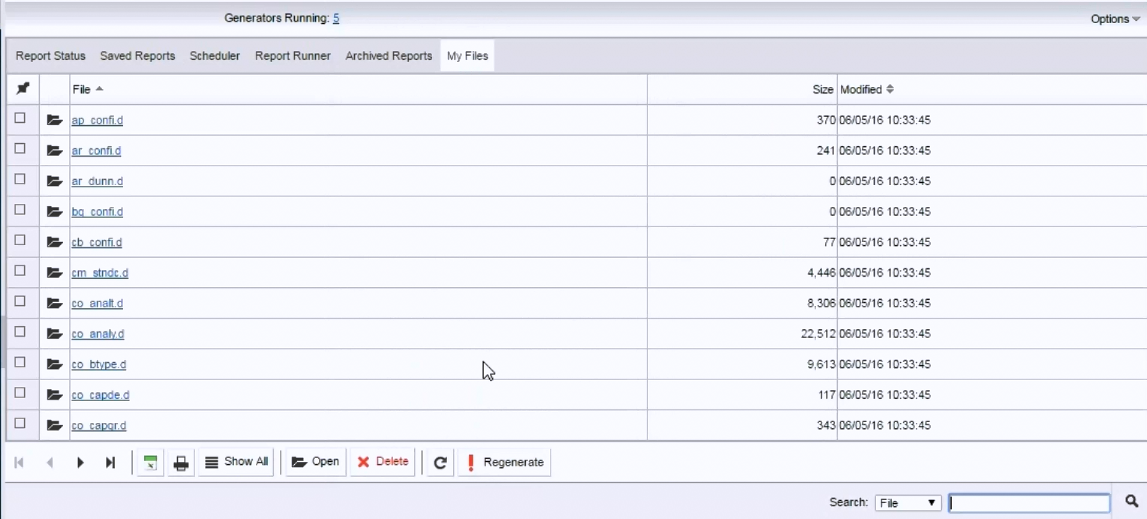 Generators Running: 5
Options
Report Status Saved Reports Scheduler Report Runner Archived Reports My Files
File Size Modified
ap_confi.d 370 06/05/16 10:33:45
ar_confi.d 241 06/05/16 10:33:45
ar_dunn.d 0 06/05/16 10:33:45
bg_confi.d 0 06/05/16 10:33:45
cb_confi.d 77 06/05/16 10:33:45
cm_stndc.d 4,446 06/05/16 10:33:45
co_analt.d 8,306 06/05/16 10:33:45
co_analy.d 22,512 06/05/16 10:33:45
co_btype.d 9,613 06/05/16 10:33:45
co_capde.d 117 06/05/16 10:33:45
co_capgr.d 343 06/05/16 10:33:45
Show All Open Delete Regenerate
Search: File